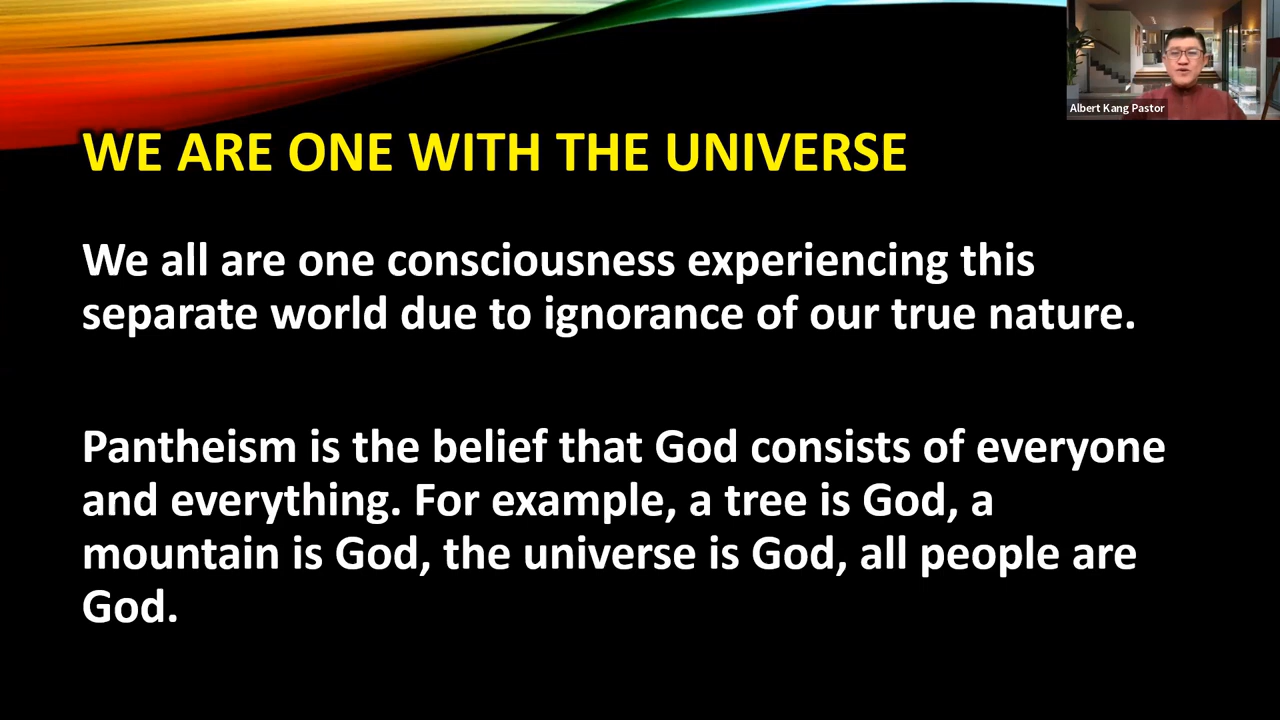 Albert Kang Pastor
WE ARE ONE WITH THE UNIVERSE
We all are one consciousness experiencing this
separate world due to ignorance of our true nature.
Pantheism is the belief that God consists of everyone
and everything. For example, a tree is God, a
mountain is God, the universe is God, all people are
God.